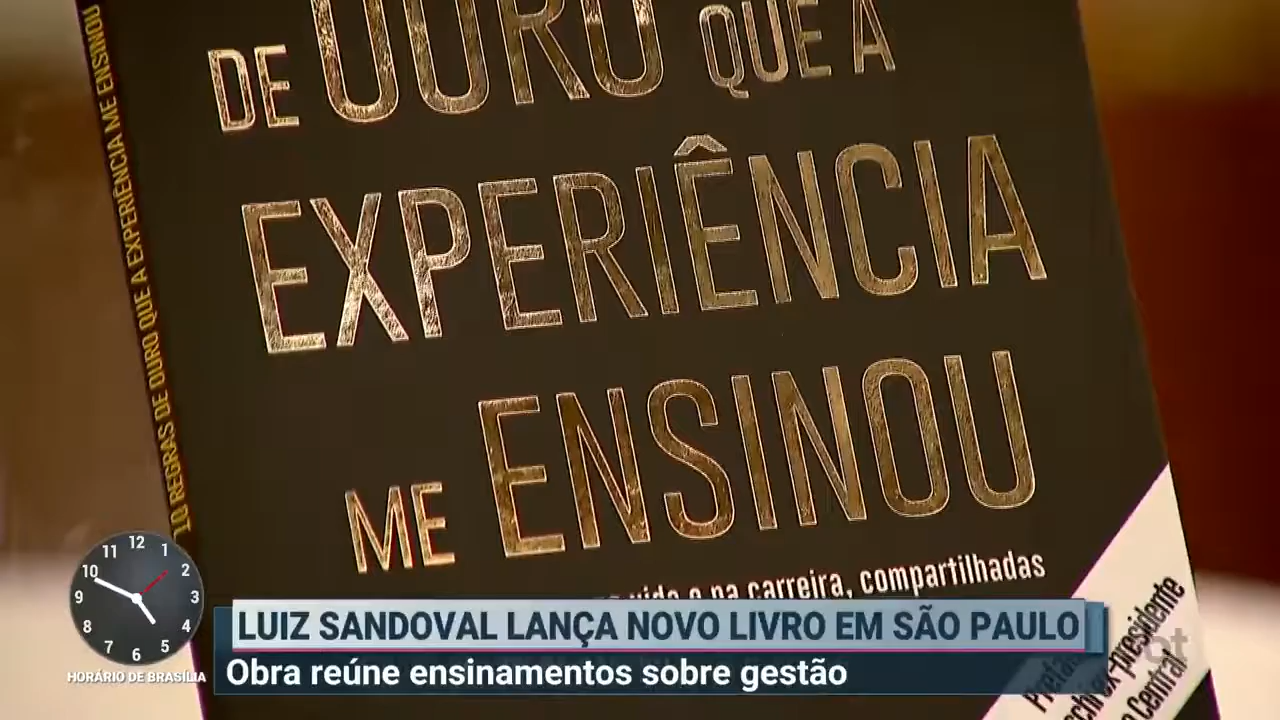 DE OURO QUE A
EXPERIÊNCIA
ME ENSINOU
vida e na carreira, compartilhadas
10 REGRAS DE OURO QUE A EXPERIÊNCIA ME ENSINOU
ex-presidente
Central
12
1
2
3
4
5
6
7
8
9
10
11
HORÁRIO DE BRASÍLIA
LUIZ SANDOVAL LANÇA NOVO LIVRO EM SÃO PAULO
Obra reúne ensinamentos sobre gestão